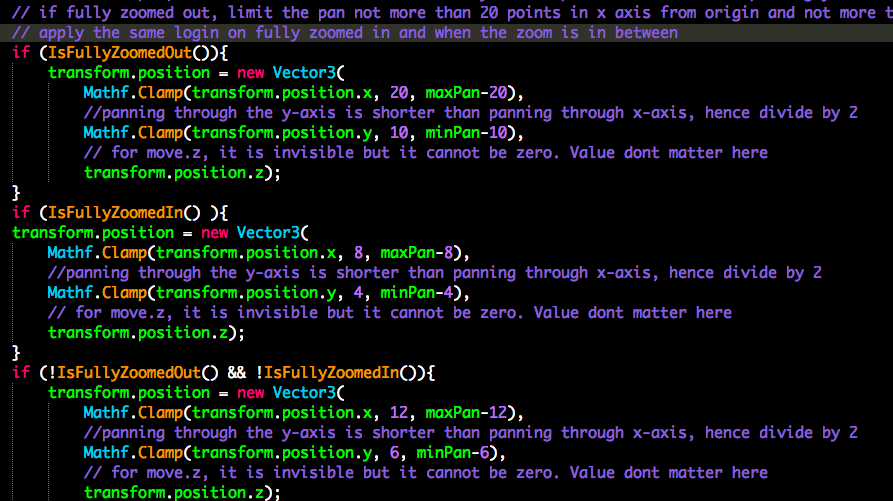 // if fully zoomed out, limit the pan not more than 20 points in x axis from origin and not more
// apply the same login on fully zoomed in and when the zoom is in between
if (IsFullyZoomedOut()){
transform.position = new Vector3(
Mathf.Clamp(transform.position.x, 20, maxPan-20),
//panning through the y-axis is shorter than panning through x-axis, hence divide by 2
Mathf.Clamp(transform.position.y, 10, minPan-10),
// for move.z, it is invisible but it cannot be zero. Value dont matter here
transform.position.z);
}
if (IsFullyZoomedIn() ){
transform.position = new Vector3(
Mathf.Clamp(transform.position.x, 8, maxPan-8),
//panning through the y-axis is shorter than panning through x-axis, hence divide by 2
Mathf.Clamp(transform.position.y, 4, minPan-4),
// for move.z, it is invisible but it cannot be zero. Value dont matter here
transform.position.z);
}
if (!IsFullyZoomedOut() && !IsFullyZoomedIn()){
transform.position = new Vector3(
Mathf.Clamp(transform.position.x, 12, maxPan-12),
//panning through the y-axis is shorter than panning through x-axis, hence divide by 2
Mathf.Clamp(transform.position.y, 6, minPan-6),
// for move.z, it is invisible but it cannot be zero. Value dont matter here
transform.position.z);